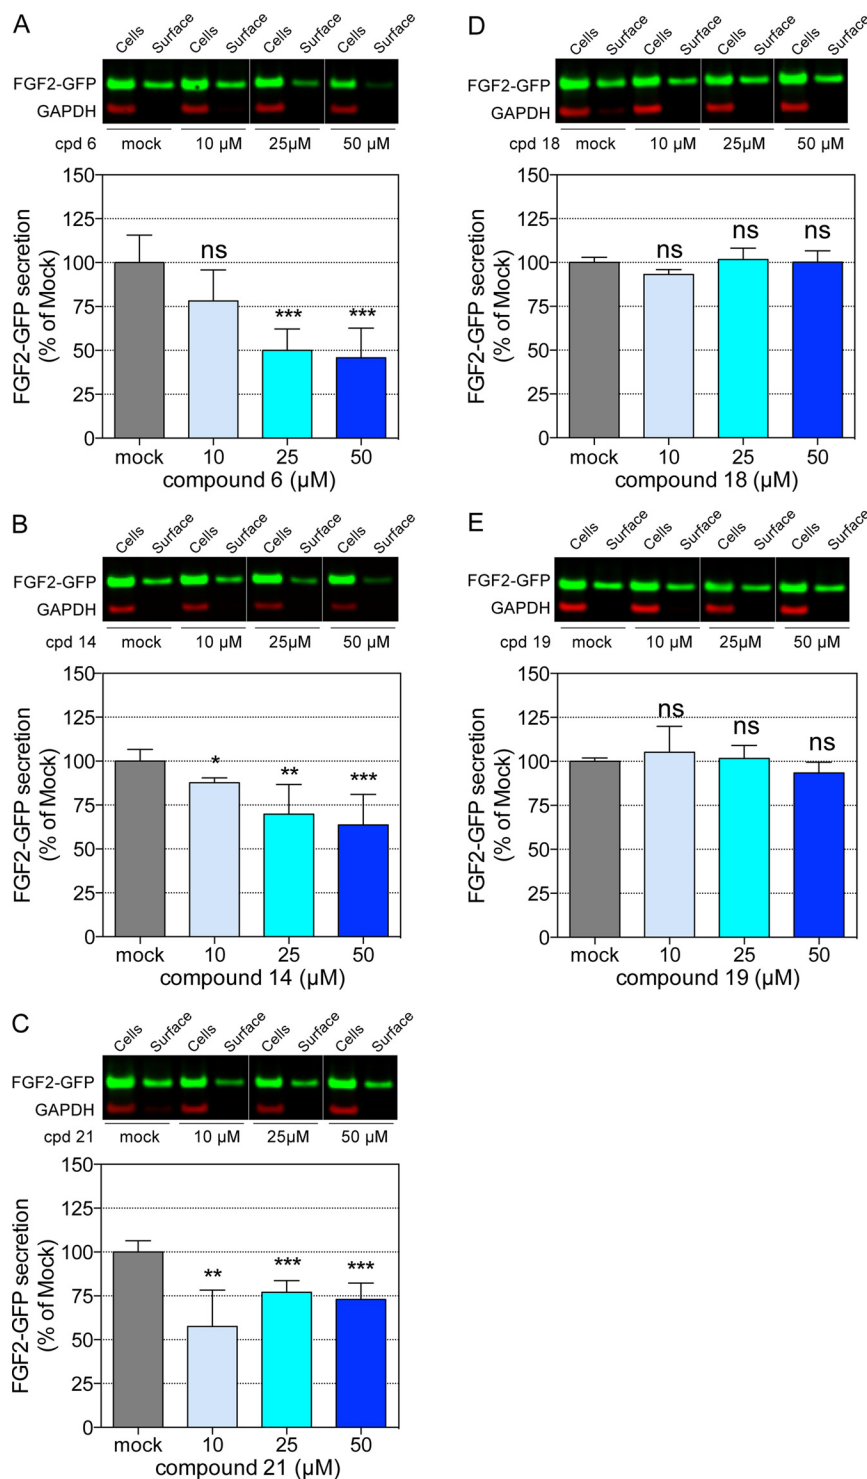 A
Cells Surface Cells Surface Cells Surface Cells Surface
FGF2-GFP
GAPDH
cpd 6 mock 10 µM 25µM 50 µM
FGF2-GFP secretion
(% of Mock)
150
125
100
75
50
25
0
ns
***
***
mock 10 25 50
compound 6 (µM)
B
Cells Surface Cells Surface Cells Surface Cells Surface
FGF2-GFP
GAPDH
cpd 14 mock 10 µM 25µM 50 µM
FGF2-GFP secretion
(% of Mock)
150
125
100
75
50
25
0
*
**
***
mock 10 25 50
compound 14 (µM)
C
Cells Surface Cells Surface Cells Surface Cells Surface
FGF2-GFP
GAPDH
cpd 21 mock 10 µM 25µM 50 µM
FGF2-GFP secretion
(% of Mock)
150
125
100
75
50
25
0
**
***
***
mock 10 25 50
compound 21 (µM)
D
Cells Surface Cells Surface Cells Surface Cells Surface
FGF2-GFP
GAPDH
cpd 18 mock 10 µM 25µM 50 µM
FGF2-GFP secretion
(% of Mock)
150
125
100
75
50
25
0
ns
ns
ns
mock 10 25 50
compound 18 (µM)
E
Cells Surface Cells Surface Cells Surface Cells Surface
FGF2-GFP
GAPDH
cpd 19 mock 10 µM 25µM 50 µM
FGF2-GFP secretion
(% of Mock)
150
125
100
75
50
25
0
ns
ns
ns
mock 10 25 50
compound 19 (µM)